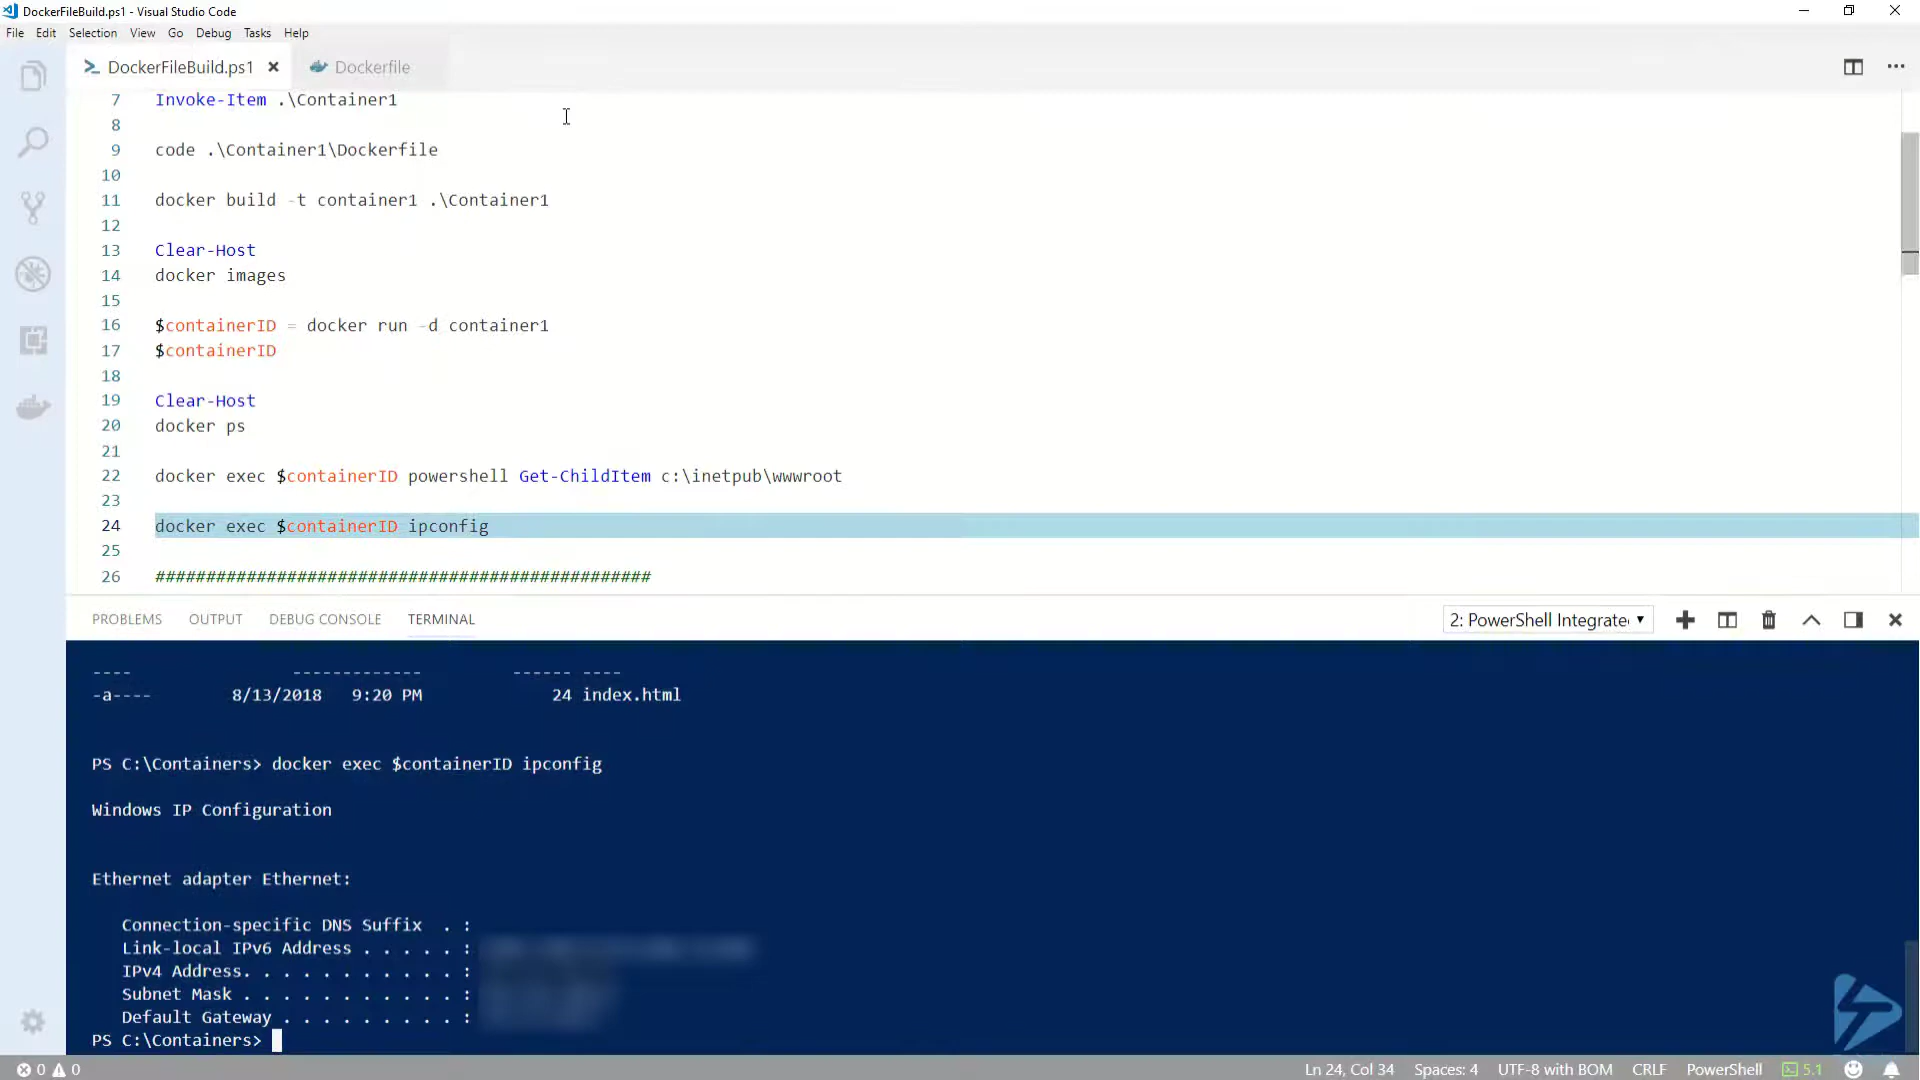 DockerFileBuild.ps1 - Visual Studio Code
File Edit Selection View Go Debug Tasks Help
DockerFileBuild.ps1 Dockerfile
7 Invoke-Item .\Container1
8
9 code .\Container1\Dockerfile
10
11 docker build -t container1 .\Container1
12
13 Clear-Host
14 docker images
15
16 $containerID = docker run -d container1
17 $containerID
18
19 Clear-Host
20 docker ps
21
22 docker exec $containerID powershell Get-ChildItem c:\inetpub\wwwroot
23
24 docker exec $containerID ipconfig
25
26 #################################################
PROBLEMS OUTPUT DEBUG CONSOLE TERMINAL 2: PowerShell Integrate
---- ------------- ------ ----
-a---- 8/13/2018 9:20 PM 24 index.html
PS C:\Containers> docker exec $containerID ipconfig
Windows IP Configuration
Ethernet adapter Ethernet:
Connection-specific DNS Suffix . :
Link-local IPv6 Address . . . . . :
IPv4 Address. . . . . . . . . . . :
Subnet Mask . . . . . . . . . . . :
Default Gateway . . . . . . . . . :
PS C:\Containers>
0 0 Ln 24, Col 34 Spaces: 4 UTF-8 with BOM CRLF PowerShell 5.1